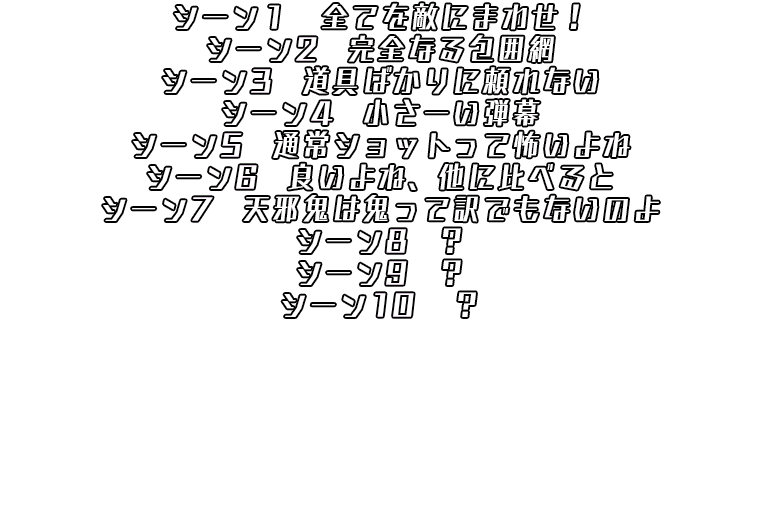 シーン1　全てを敵にまわせ！
シーン2　完全なる包囲網
シーン3　道具ばかりに頼れない
シーン4　小さーい弾幕
シーン5　通常ショットって怖いよね
シーン6　良いよね、他に比べると
シーン7　天邪鬼は鬼って訳でもないのよ
シーン8　？
シーン9　？
シーン10　？